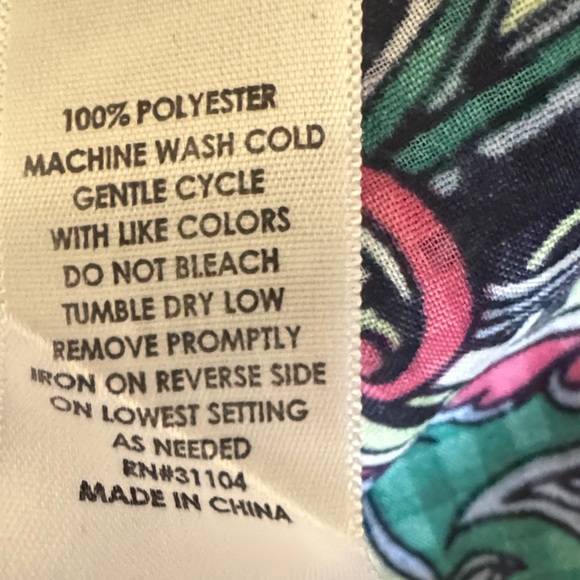 100% POLYESTER
MACHINE WASH COLD
GENTLE CYCLE
WITH LIKE COLORS
DO NOT BLEACH
TUMBLE DRY LOW
REMOVE PROMPTLY
IRON ON REVERSE SIDE
ON LOWEST SETTING
AS NEEDED
RN#31104
MADE IN CHINA